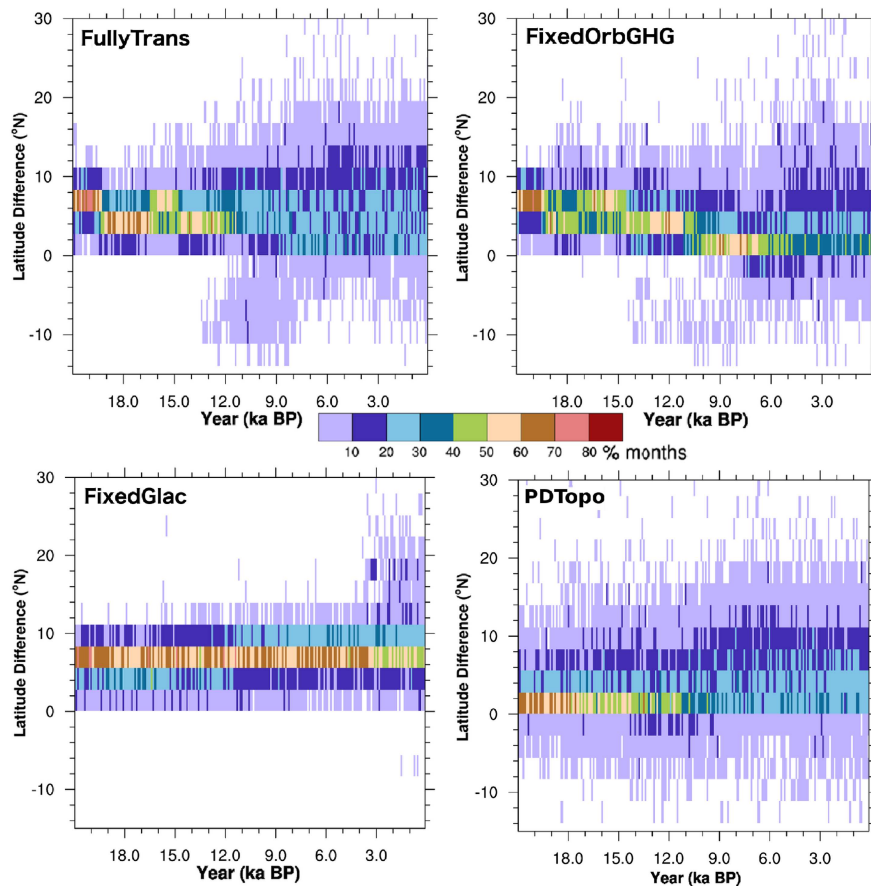 FullyTrans
FixedOrbGHG
30
20
10
0
-10
Latitude Difference (°N)
18.0 15.0 12.0 9.0 6.0 3.0
Year (ka BP)
30
20
10
0
-10
Latitude Difference (°N)
18.0 15.0 12.0 9.0 6.0 3.0
Year (ka BP)
10 20 30 40 50 60 70 80 % months
FixedGlac
PDTopo
30
20
10
0
-10
Latitude Difference (°N)
18.0 15.0 12.0 9.0 6.0 3.0
Year (ka BP)
30
20
10
0
-10
Latitude Difference (°N)
18.0 15.0 12.0 9.0 6.0 3.0
Year (ka BP)